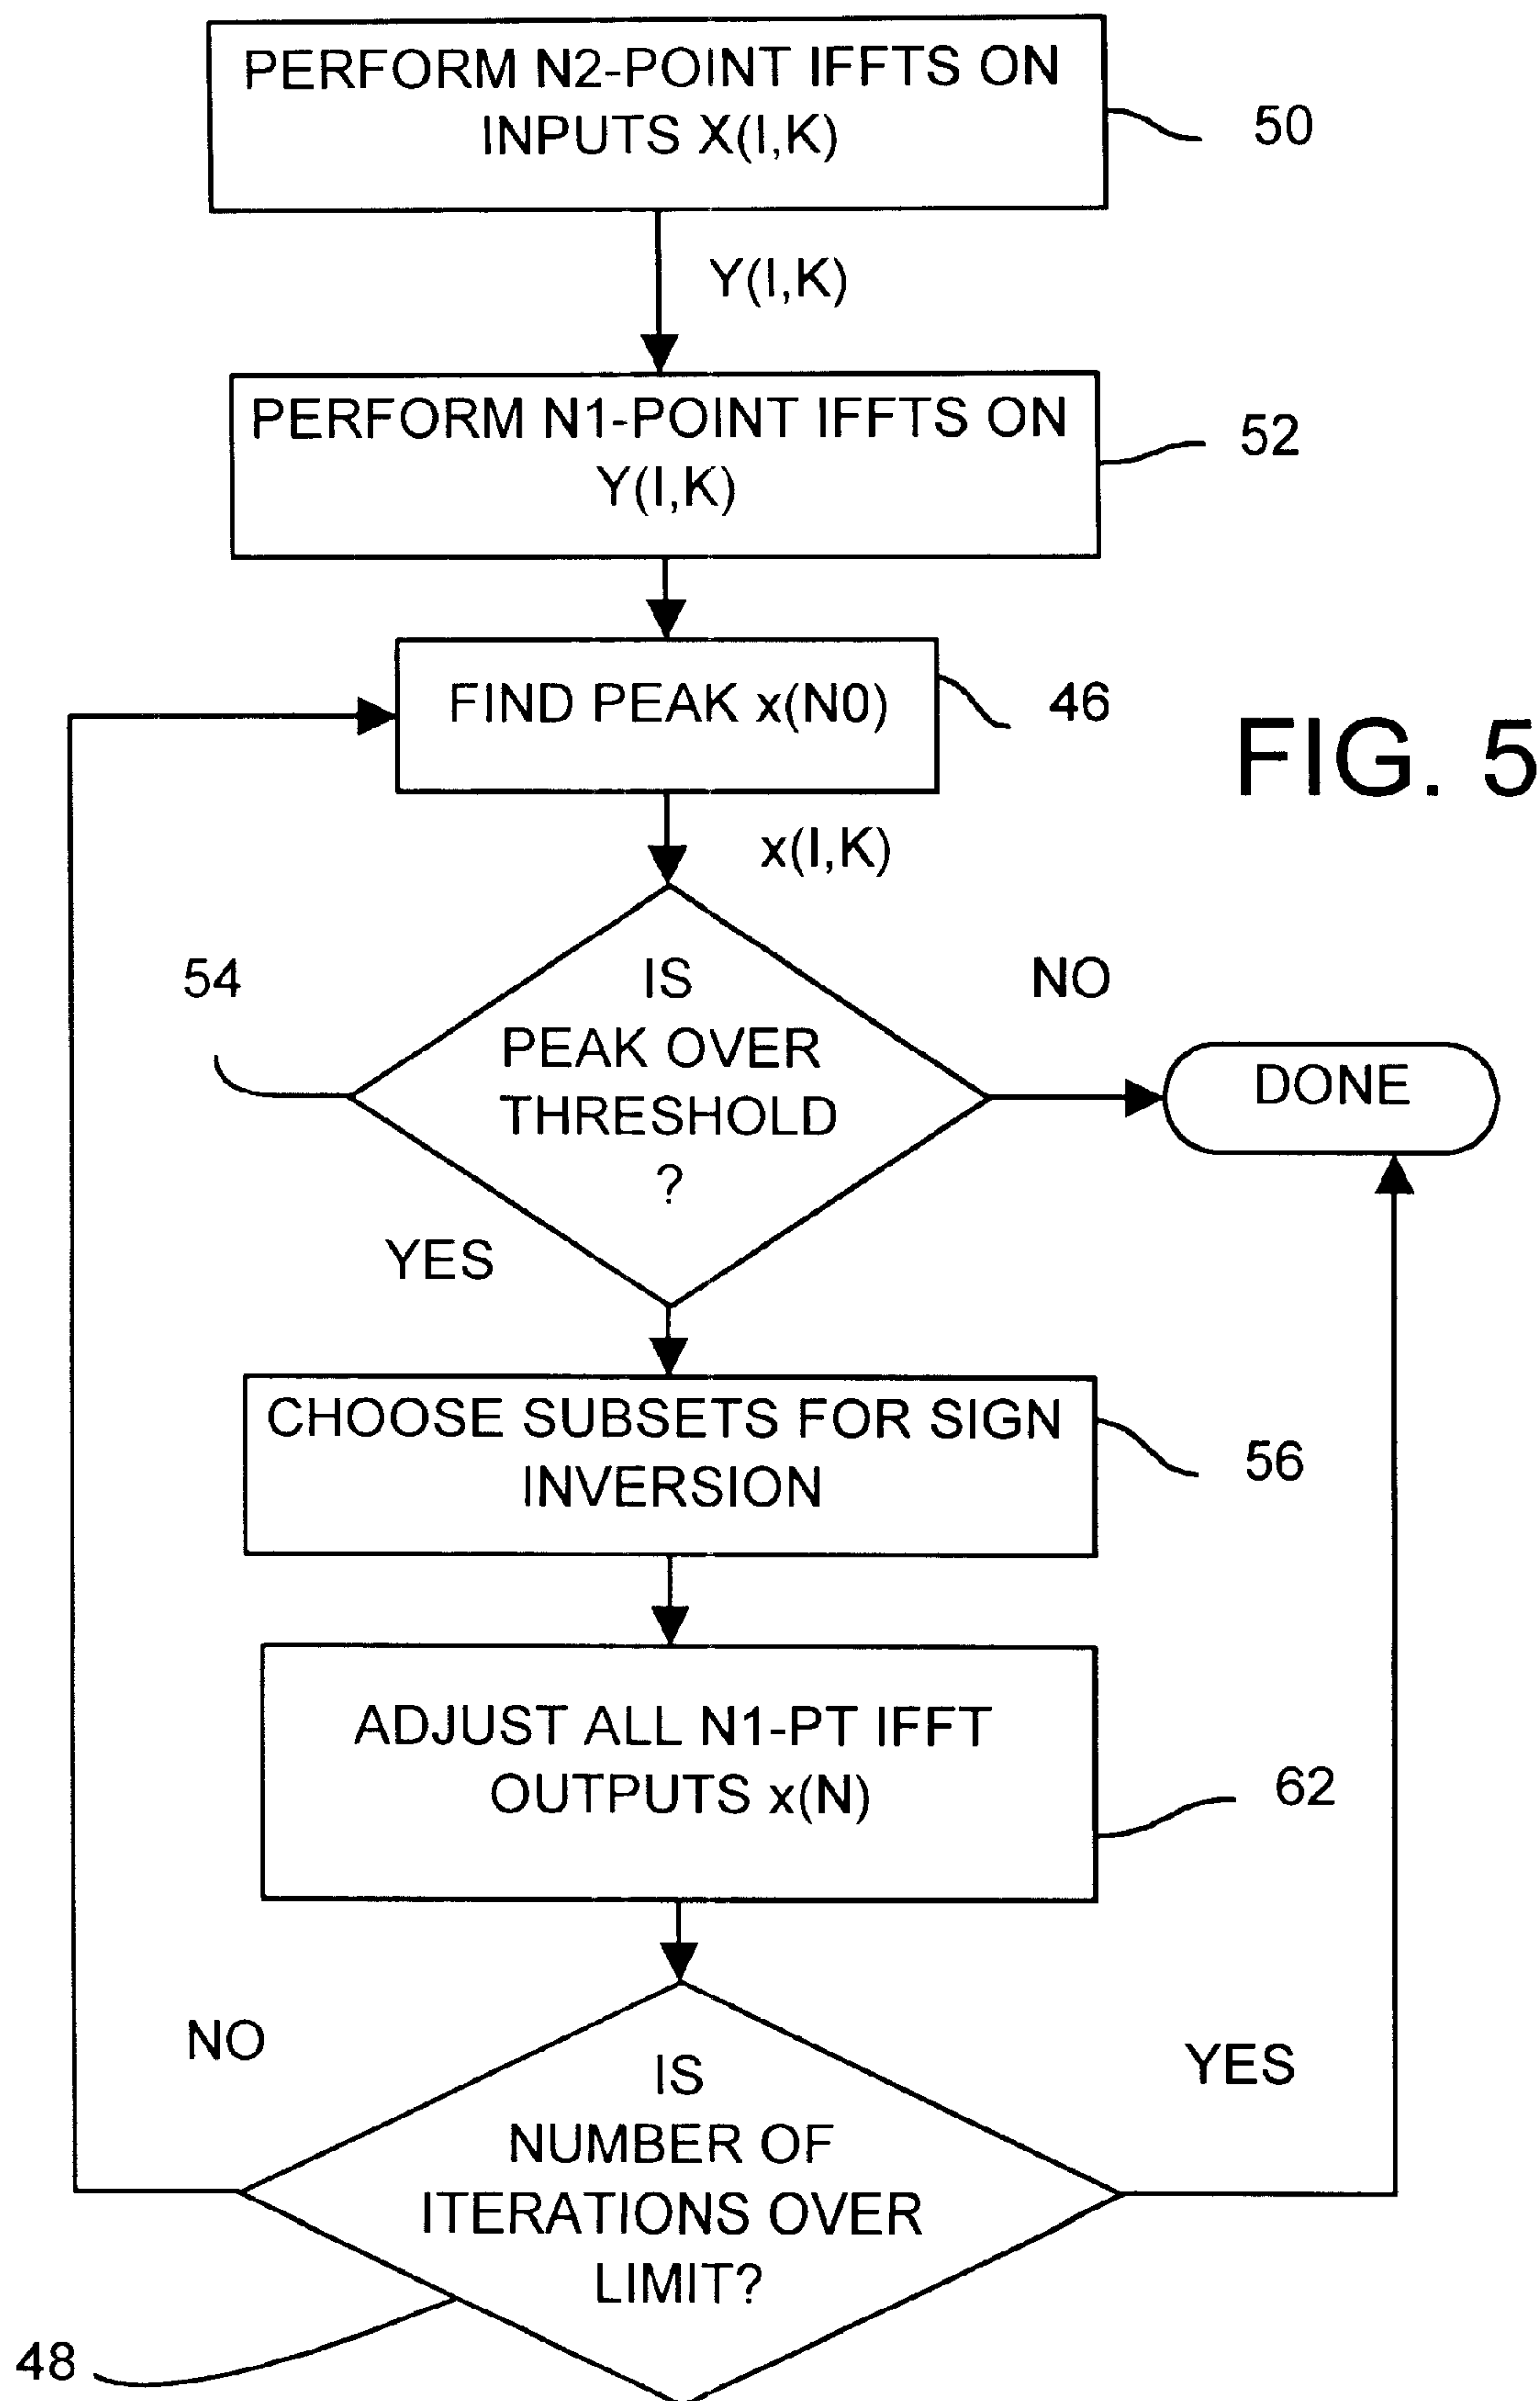 PERFORM N2-POINT IFFTS ON
INPUTS X(I,K)
50
Y(I,K)
PERFORM N1-POINT IFFTS ON
Y(I,K)
52
FIND PEAK x(N0)
46
FIG. 5
x(I,K)
54
IS
PEAK OVER
THRESHOLD
?
NO
DONE
YES
CHOOSE SUBSETS FOR SIGN
INVERSION
56
ADJUST ALL N1-PT IFFT
OUTPUTS x(N)
62
NO
YES
IS
NUMBER OF
ITERATIONS OVER
LIMIT?
48